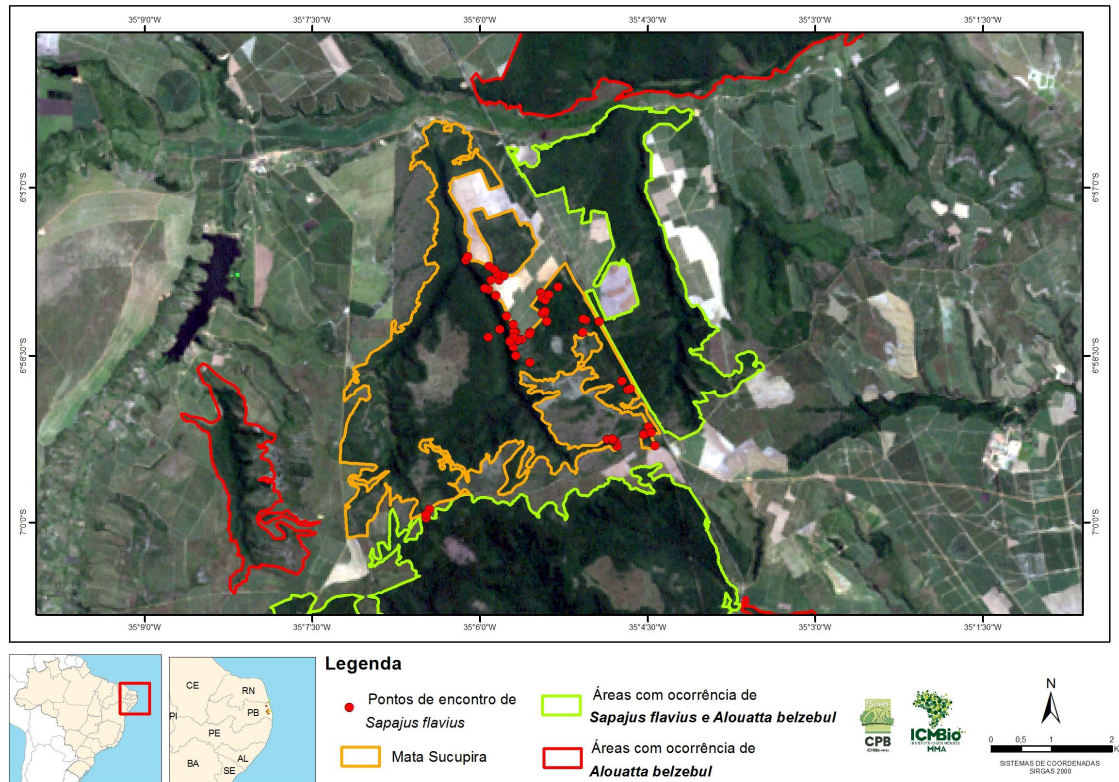 35°9'0"W 35°7'30"W 35°6'0"W 35°4'30"W 35°3'0"W 35°1'30"W
6°57'0"S 6°57'0"S
6°58'30"S 6°58'30"S
7°0'0"S 7°0'0"S
35°9'0"W 35°7'30"W 35°6'0"W 35°4'30"W 35°3'0"W 35°1'30"W
CE
RN
PI
PB
PE
BA
AL
SE
Legenda
Pontos de encontro de
Sapajus flavius
Mata Sucupira
Áreas com ocorrência de
Sapajus flavius e Alouatta belzebul
Áreas com ocorrência de
Alouatta belzebul
CPB
ICMBio-MMA
ICMBio
INSTITUTO CHICO MENDES
MMA
N
0 0,5 1 2
K
SISTEMAS DE COORDENADAS
SIRGAS 2000